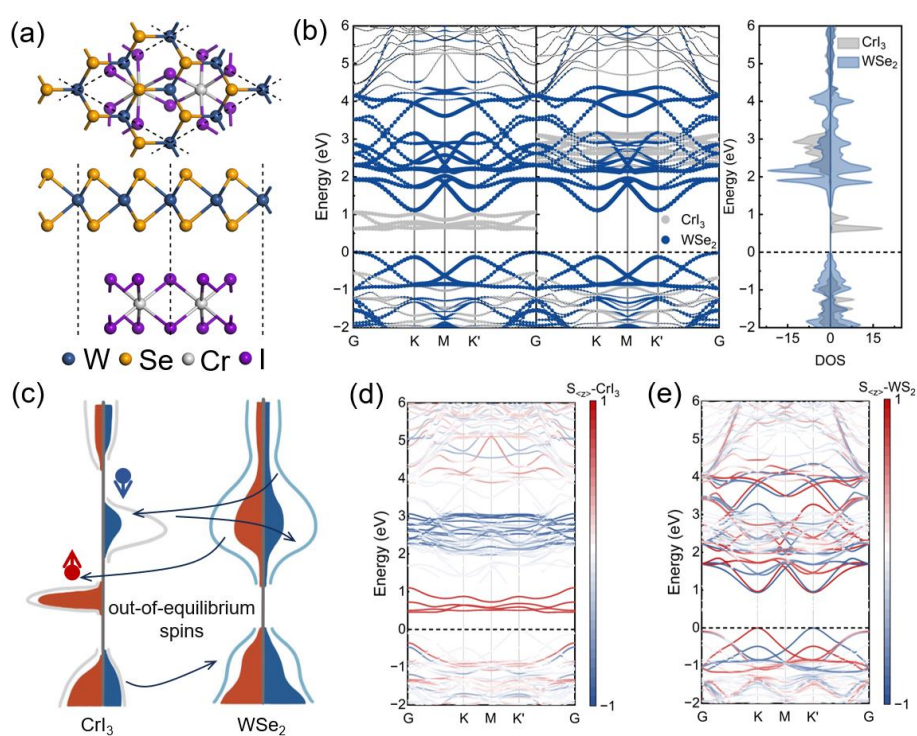 (a)
W Se Cr I
(b)
Energy (eV)
6
5
4
3
2
1
0
−1
−2
G K M K' G K M K' G
CrI₃
WSe₂
Energy (eV)
6
5
4
3
2
1
0
−1
−2
−15 0 15
DOS
CrI₃
WSe₂
(c)
out-of-equilibrium
spins
CrI₃ WSe₂
(d)
S<z>-CrI₃
1
−1
Energy (eV)
6
5
4
3
2
1
0
−1
−2
G K M K' G
(e)
S<z>-WS₂
1
−1
Energy (eV)
6
5
4
3
2
1
0
−1
−2
G K M K' G